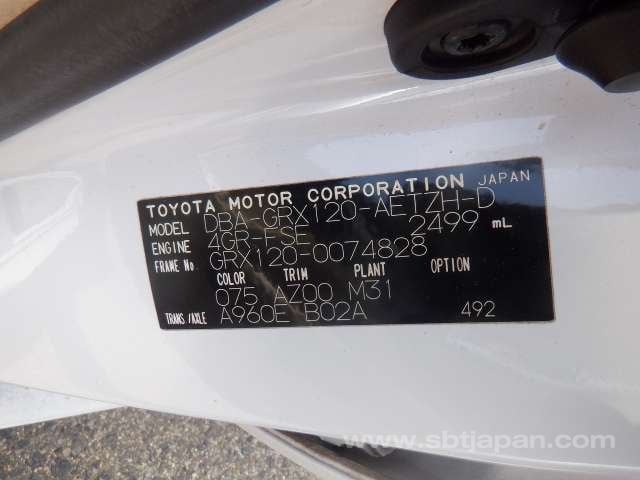 TOYOTA MOTOR CORPORATION JAPAN
MODEL DBA-GRX120-AETZH-D
ENGINE 4GR-FSE 2499 mL
FRAME No GRX120-0074828
COLOR TRIM PLANT OPTION
075 AZ00 M31
TRANS/AXLE A960E B02A 492
www.sbtjapan.com